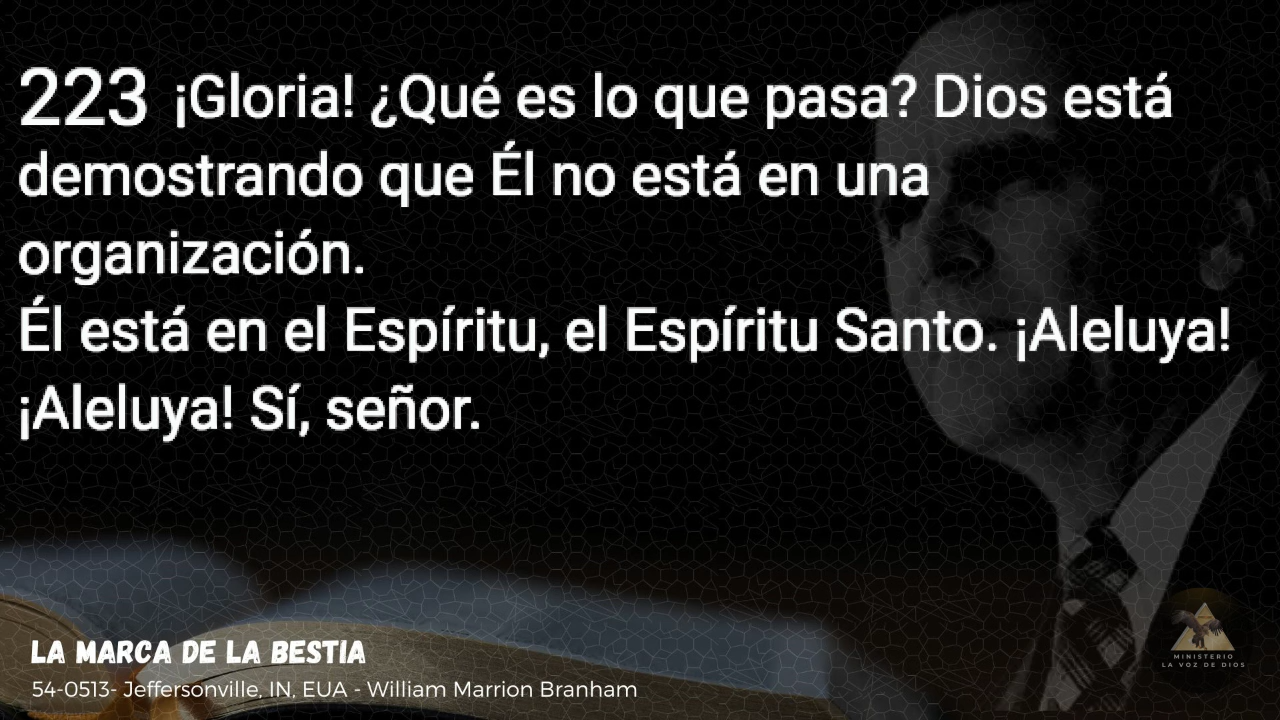 223 ¡Gloria! ¿Qué es lo que pasa? Dios está
demostrando que Él no está en una
organización.
Él está en el Espíritu, el Espíritu Santo. ¡Aleluya!
¡Aleluya! Sí, señor.
LA MARCA DE LA BESTIA
54-0513- Jeffersonville, IN, EUA - William Marrion Branham
MINISTERIO
LA VOZ DE DIOS